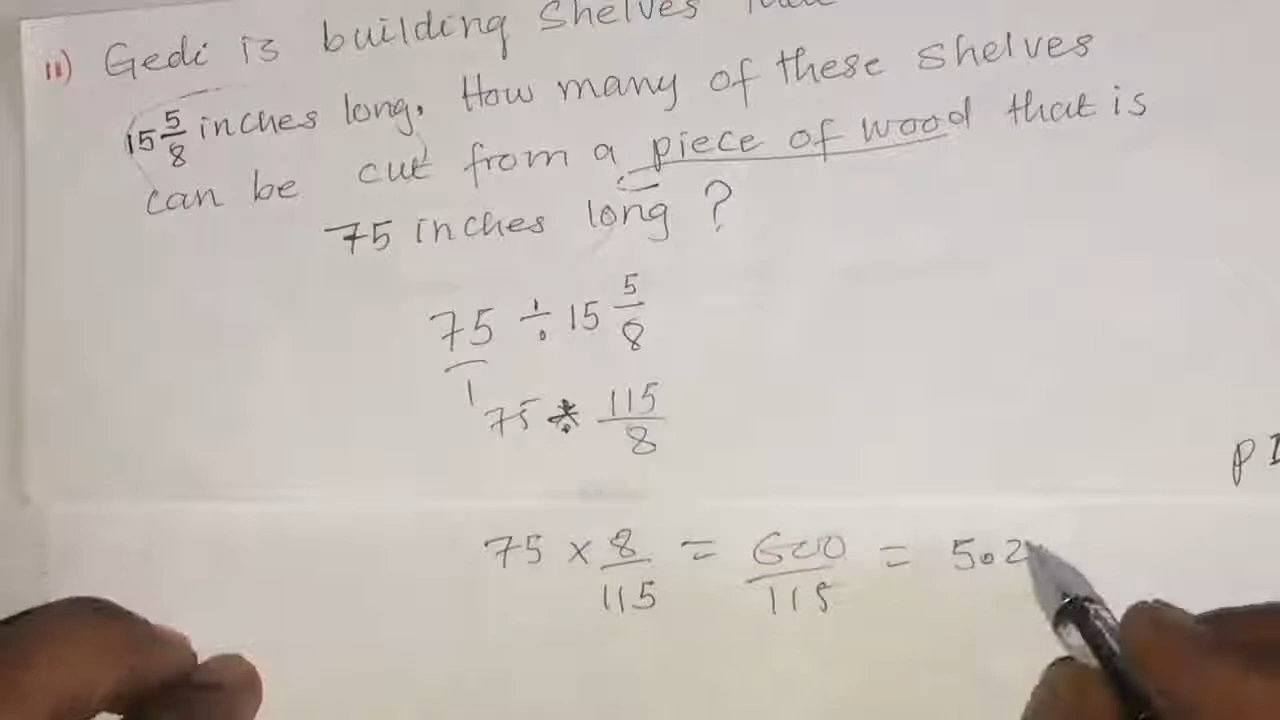 ii) Gedi is building shelves
15 5/8 inches long. How many of these shelves
can be cut from a piece of wood that is
75 inches long ?
75/1 ÷ 15 5/8
75 ÷ 115/8
75 × 8/115 = 600/115 = 5.2